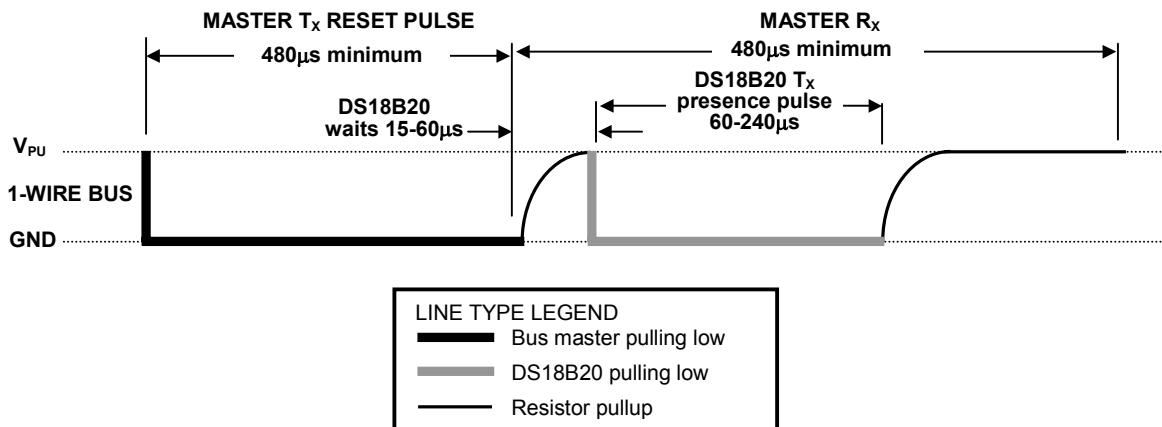 MASTER TX RESET PULSE
480μs minimum
MASTER RX
480μs minimum
DS18B20
waits 15-60μs
DS18B20 TX
presence pulse
60-240μs
VPU
1-WIRE BUS
GND
LINE TYPE LEGEND
Bus master pulling low
DS18B20 pulling low
Resistor pullup